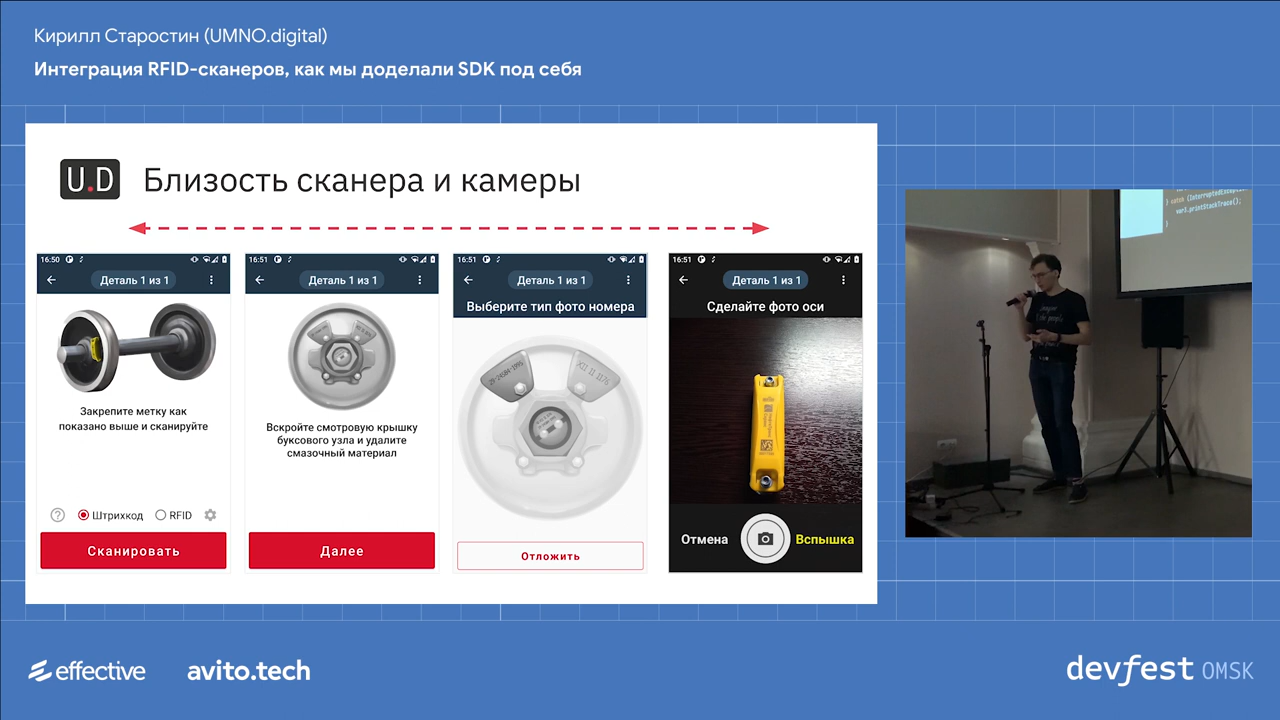 Кирилл Старостин (UMNO.digital)
Интеграция RFID-сканеров, как мы доделали SDK под себя
U.D
Близость сканера и камеры
16:50
Деталь 1 из 1
Закрепите метку как
показано выше и сканируйте
? Штрихкод RFID
Сканировать
16:51
Деталь 1 из 1
Вскройте смотровую крышку
буксового узла и удалите
смазочный материал
Далее
16:51
Деталь 1 из 1
Выберите тип фото номера
Отложить
16:51
Деталь 1 из 1
Сделайте фото оси
Отмена
Вспышка
var3.printStackTrace();
}
effective
avito.tech
devfest OMSK